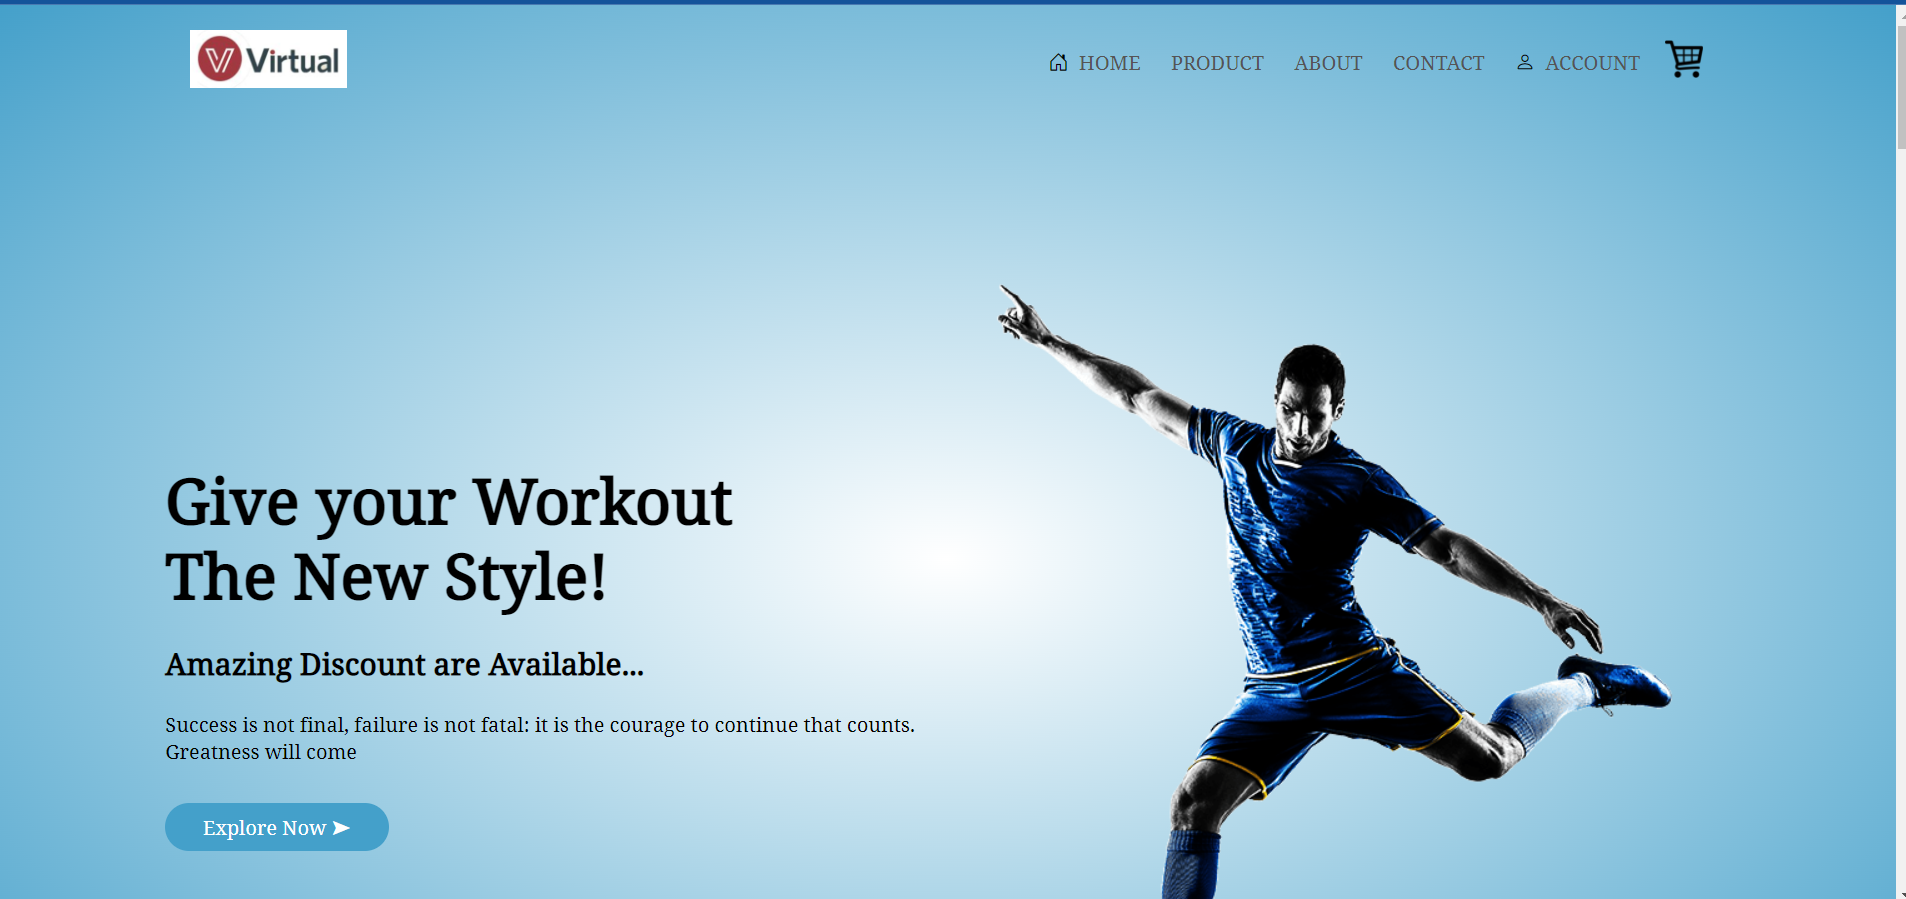 Virtual
HOME PRODUCT ABOUT CONTACT ACCOUNT
Give your Workout
The New Style!
Amazing Discount are Available...
Success is not final, failure is not fatal: it is the courage to continue that counts.
Greatness will come
Explore Now ➤